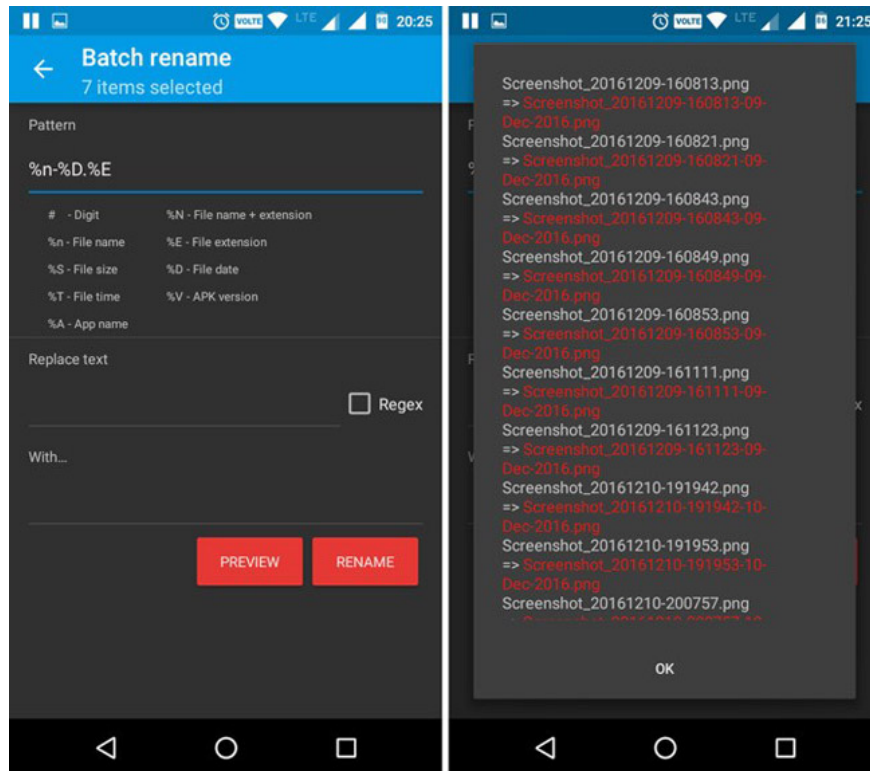 VOLTE LTE 90 20:25
Batch rename
7 items selected
Pattern
%n-%D.%E
# - Digit %N - File name + extension
%n - File name %E - File extension
%S - File size %D - File date
%T - File time %V - APK version
%A - App name
Replace text
Regex
With...
PREVIEW RENAME
VOLTE LTE 86 21:25
Screenshot_20161209-160813.png
=> Screenshot_20161209-160813-09-
Dec-2016.png
Screenshot_20161209-160821.png
=> Screenshot_20161209-160821-09-
Dec-2016.png
Screenshot_20161209-160843.png
=> Screenshot_20161209-160843-09-
Dec-2016.png
Screenshot_20161209-160849.png
=> Screenshot_20161209-160849-09-
Dec-2016.png
Screenshot_20161209-160853.png
=> Screenshot_20161209-160853-09-
Dec-2016.png
Screenshot_20161209-161111.png
=> Screenshot_20161209-161111-09-
Dec-2016.png
Screenshot_20161209-161123.png
=> Screenshot_20161209-161123-09-
Dec-2016.png
Screenshot_20161210-191942.png
=> Screenshot_20161210-191942-10-
Dec-2016.png
Screenshot_20161210-191953.png
=> Screenshot_20161210-191953-10-
Dec-2016.png
Screenshot_20161210-200757.png
OK